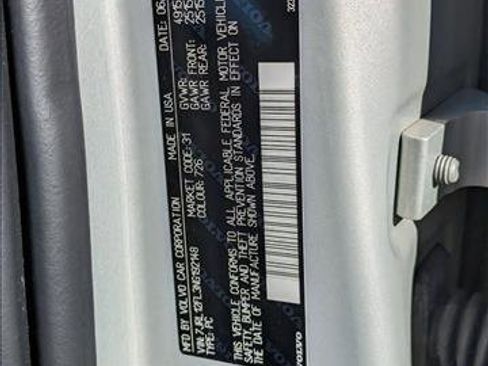 MFD BY VOLVO CAR CORPORATION MADE IN USA DATE: 06
VIN: 7JRL12FL3NG192148 MARKET CODE: 31
TYPE: PC COLOUR: 726
GVWR:
GAWR FRONT:
GAWR REAR:
THIS VEHICLE CONFORMS TO ALL APPLICABLE FEDERAL MOTOR VEHICLE
SAFETY, BUMPER AND THEFT PREVENTION STANDARDS IN EFFECT ON
THE DATE OF MANUFACTURE SHOWN ABOVE.
VOLVO